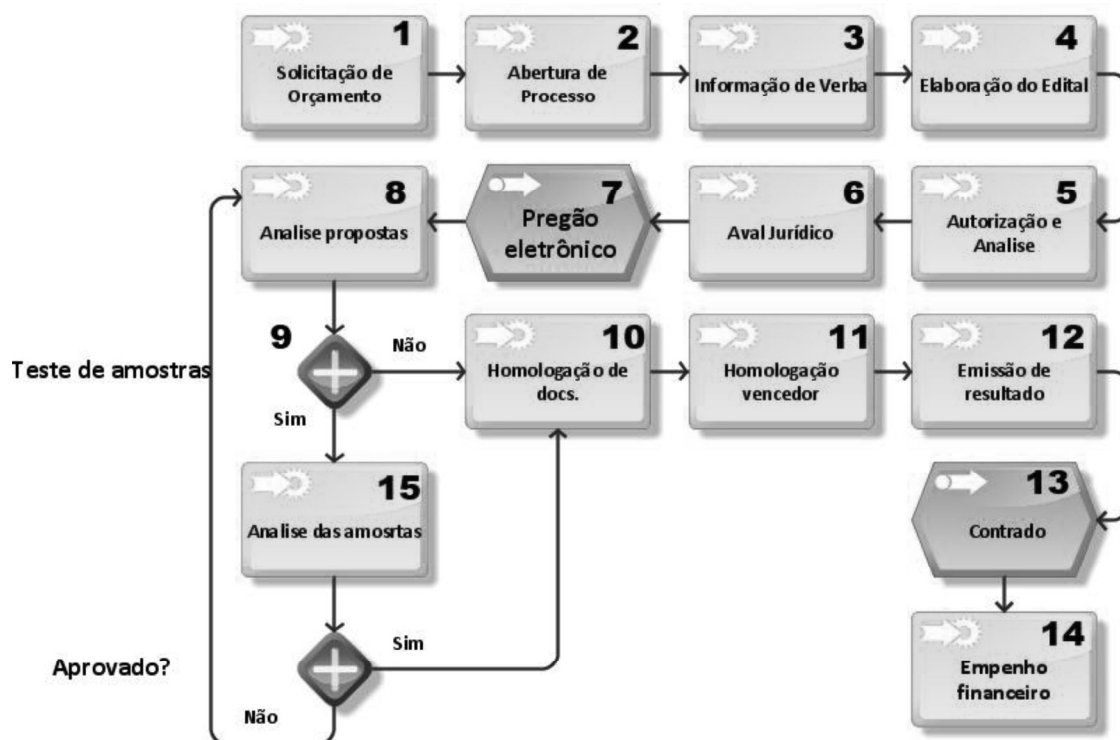 1
Solicitação de
Orçamento
2
Abertura de
Processo
3
Informação de Verba
4
Elaboração do Edital
5
Autorização e
Analise
6
Aval Jurídico
7
Pregão
eletrônico
8
Analise propostas
9
Teste de amostras
Não
Sim
10
Homologação de
docs.
11
Homologação
vencedor
12
Emissão de
resultado
13
Contrado
14
Empenho
financeiro
15
Analise das amosrtas
Aprovado?
Sim
Não